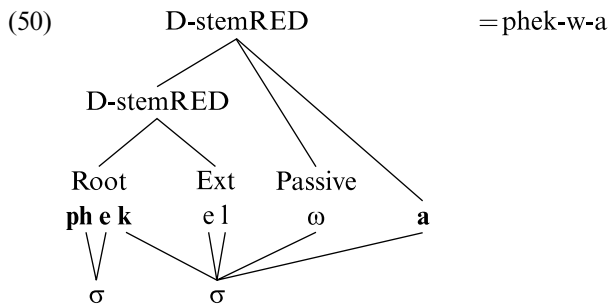 (50) D-stemRED =phek-w-a
D-stemRED
Root Ext Passive
ph e k e l ω a
σ σ